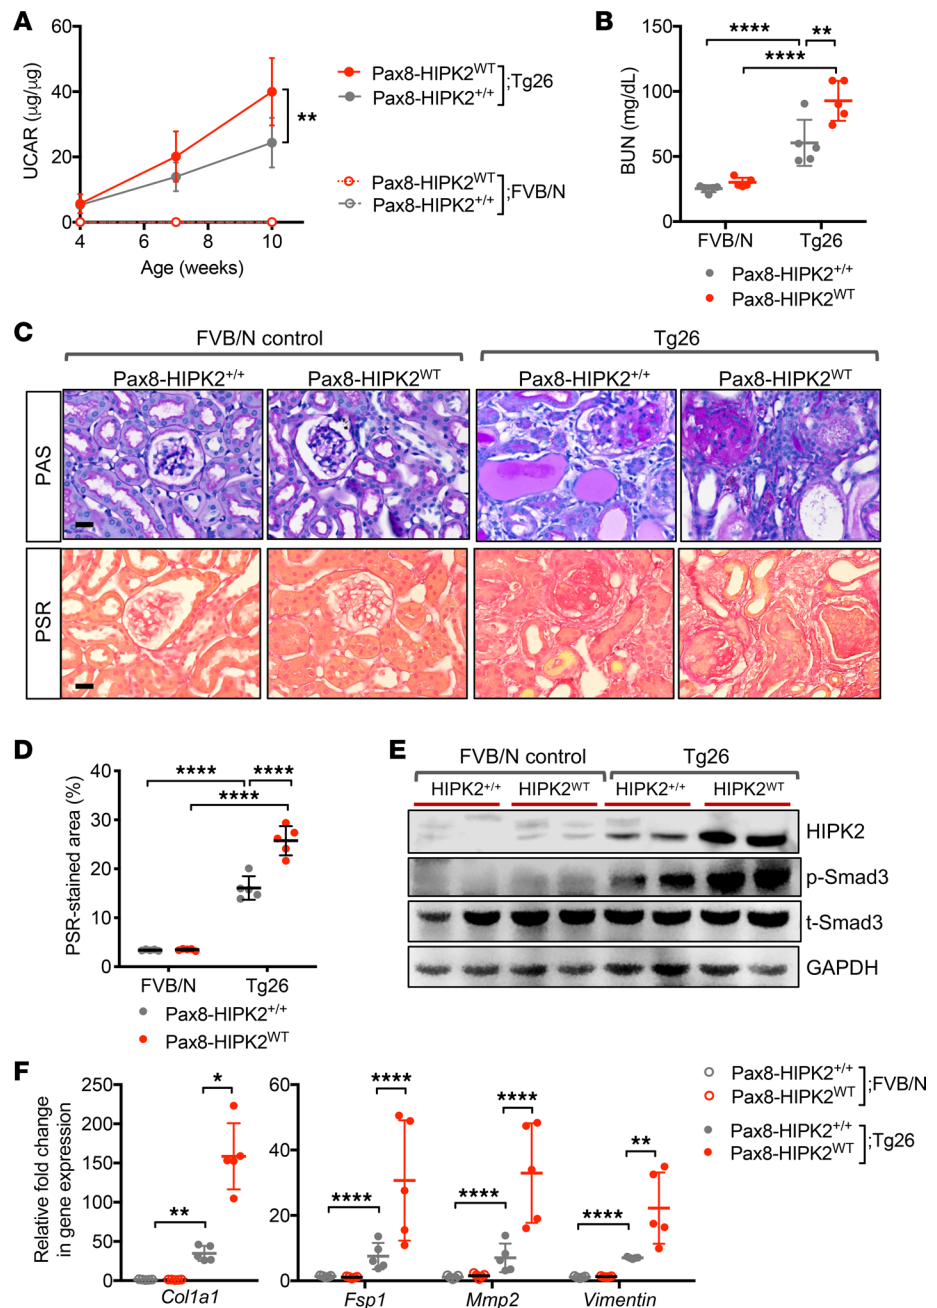 A
60
40
20
0
UCAR (μg/μg)
4
6
8
10
Age (weeks)
**
Pax8-HIPK2WT
Pax8-HIPK2+/+
;Tg26
Pax8-HIPK2WT
Pax8-HIPK2+/+
;FVB/N
B
150
100
50
0
BUN (mg/dL)
**** **
****
FVB/N Tg26
Pax8-HIPK2+/+
Pax8-HIPK2WT
C
FVB/N control Tg26
Pax8-HIPK2+/+ Pax8-HIPK2WT Pax8-HIPK2+/+ Pax8-HIPK2WT
PAS
PSR
D
40
30
20
10
0
PSR-stained area (%)
**** ****
****
FVB/N Tg26
Pax8-HIPK2+/+
Pax8-HIPK2WT
E
FVB/N control Tg26
HIPK2+/+ HIPK2WT HIPK2+/+ HIPK2WT
HIPK2
p-Smad3
t-Smad3
GAPDH
F
Relative fold change
in gene expression
250
200
150
100
50
0
*
**
Col1a1
60
40
20
0
****
****
****
****
**
****
Fsp1 Mmp2 Vimentin
Pax8-HIPK2+/+
Pax8-HIPK2WT
;FVB/N
Pax8-HIPK2+/+
Pax8-HIPK2WT
;Tg26